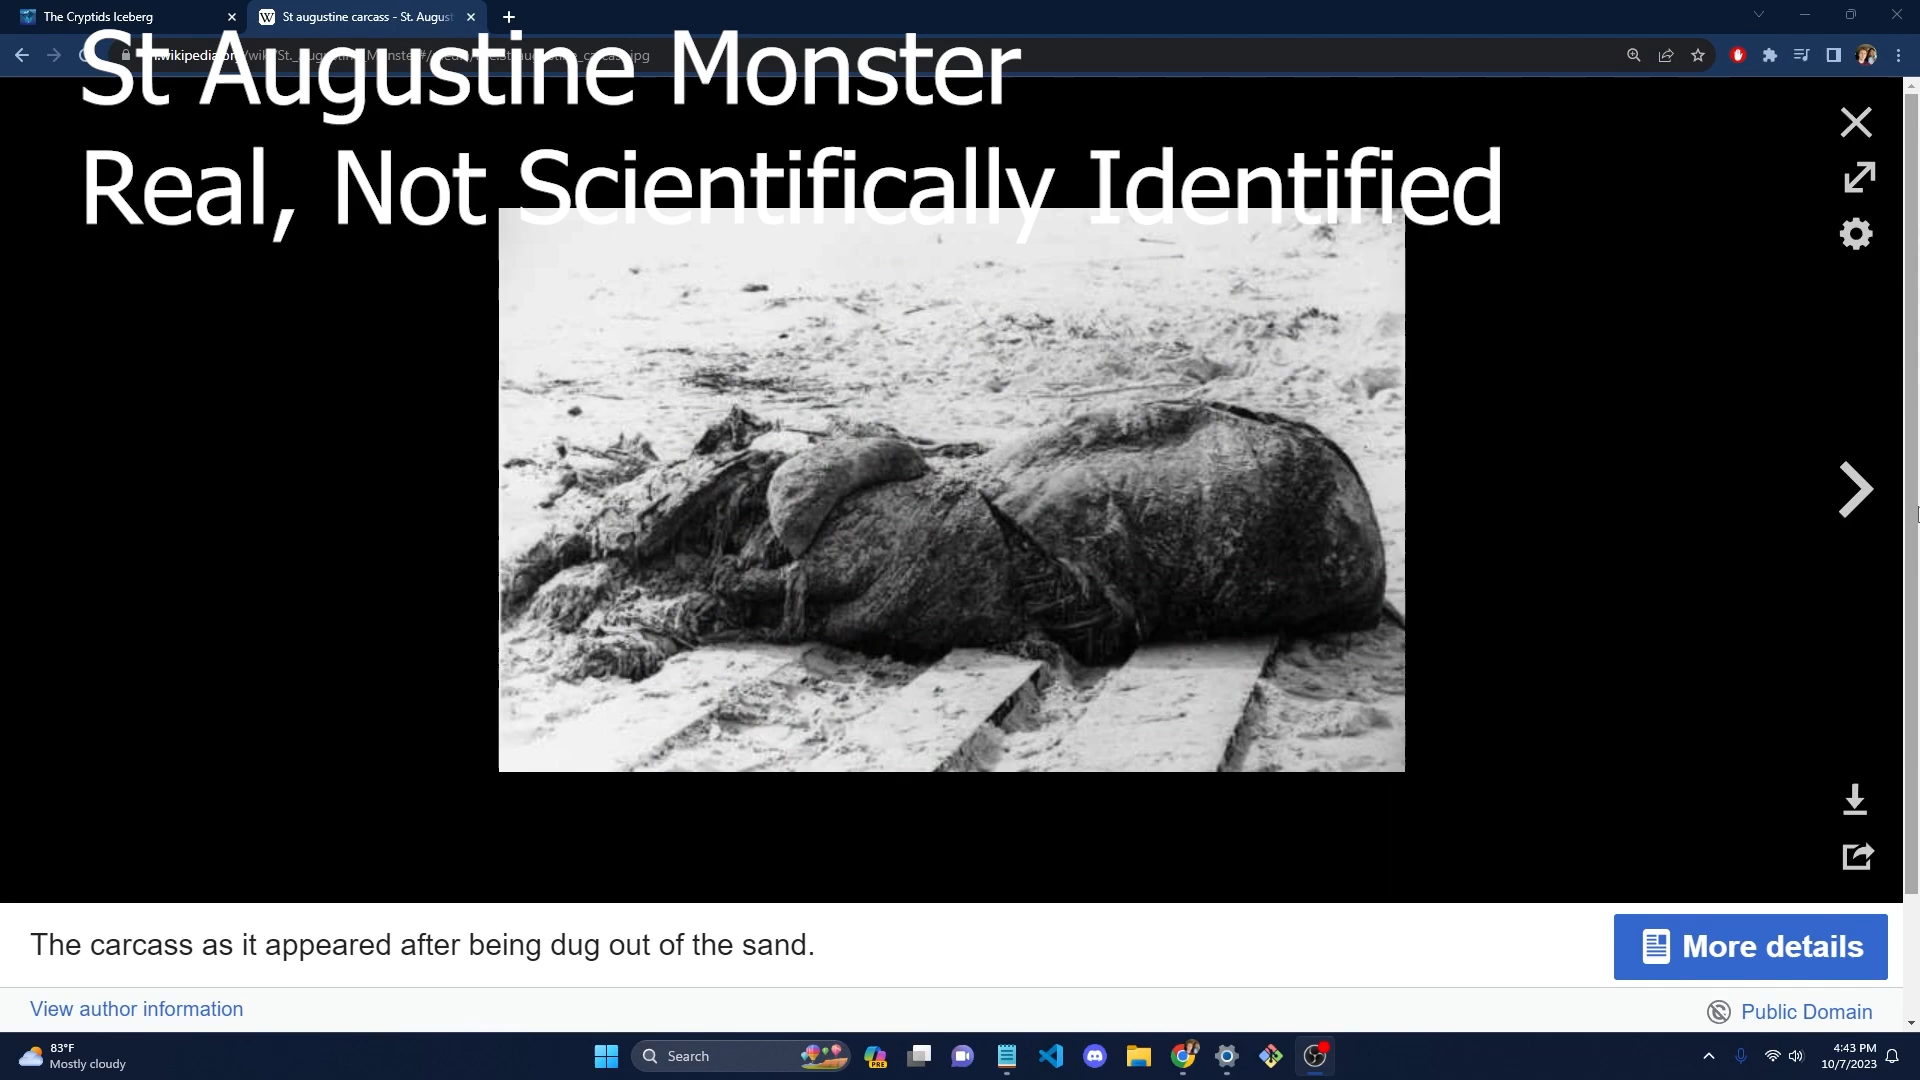 The Cryptids Iceberg
St augustine carcass - St. August
St Augustine Monster
Real, Not Scientifically Identified
The carcass as it appeared after being dug out of the sand.
More details
View author information
Public Domain
83°F
Mostly cloudy
Search
PRE
4:43 PM
10/7/2023